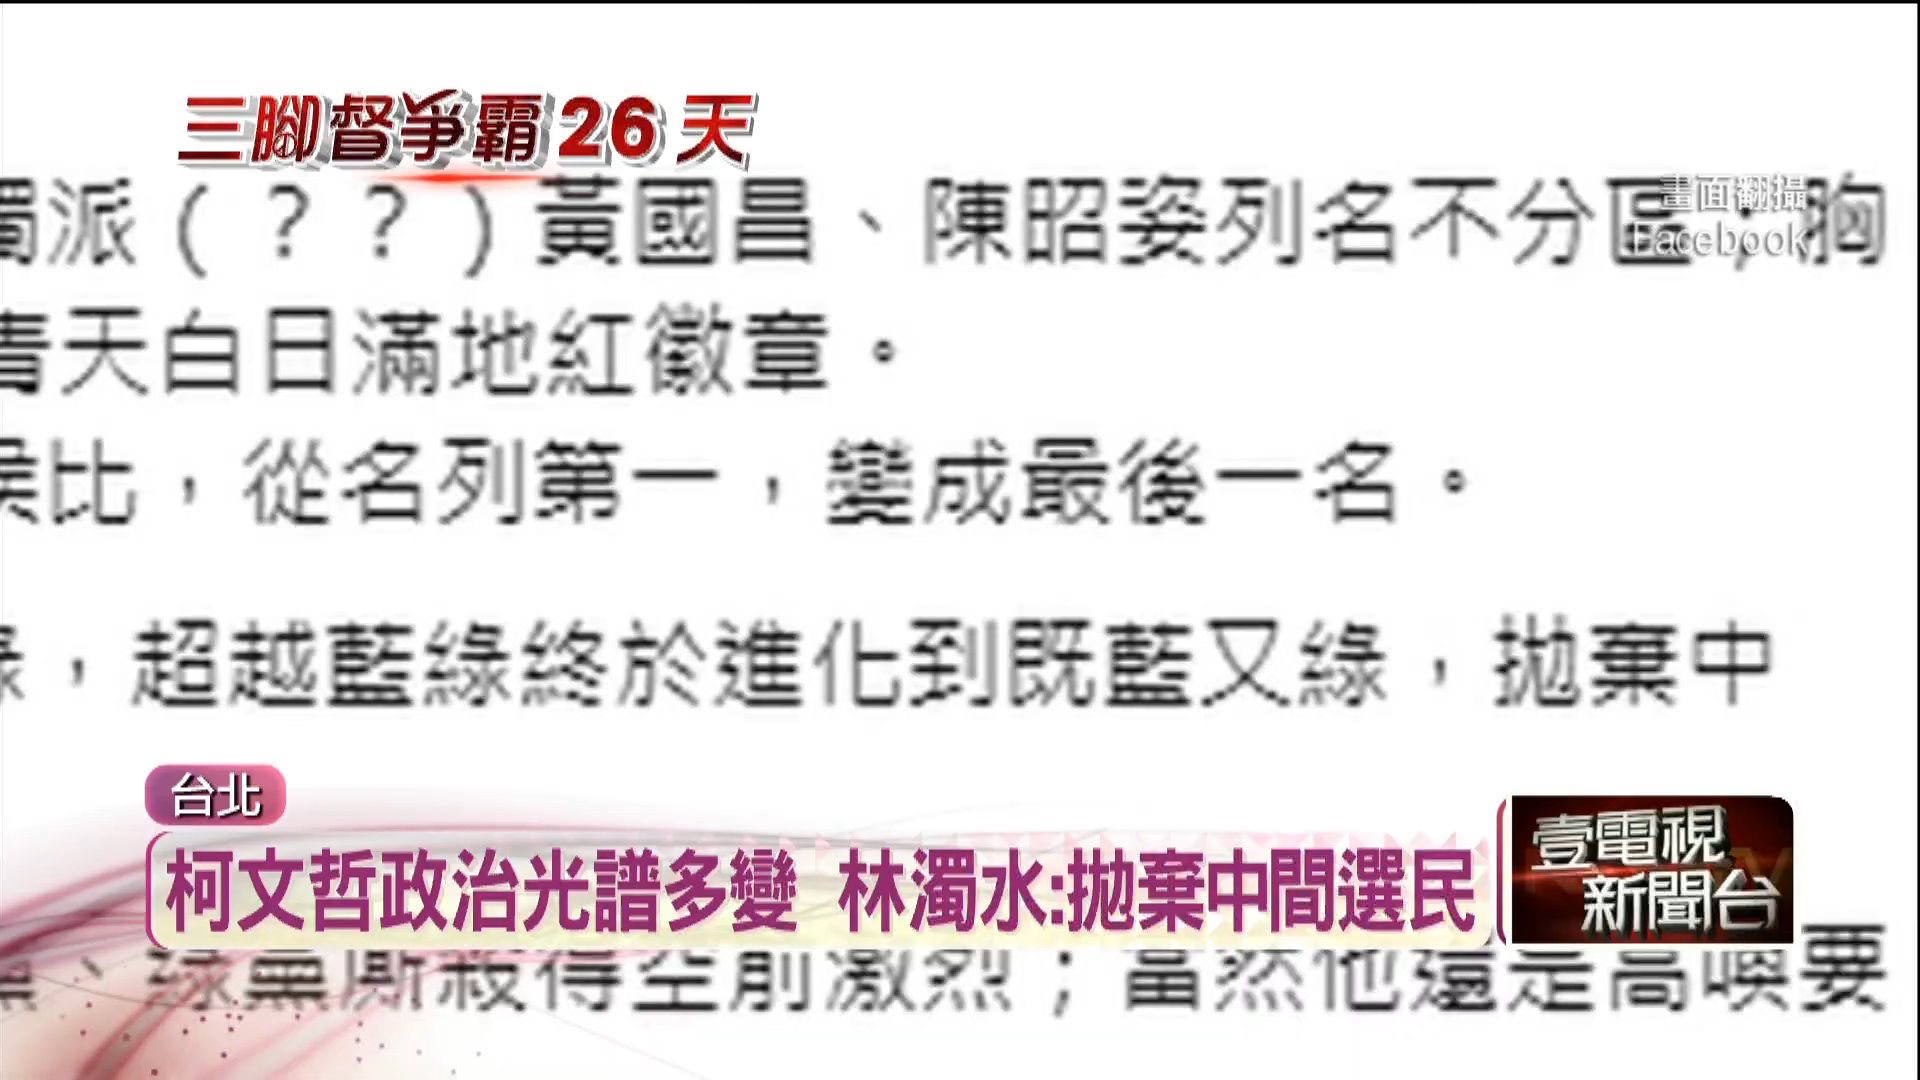 三腳督爭霸26天
獨派(??)黃國昌、陳昭姿列名不分區;胸
畫面翻攝
Facebook
青天白日滿地紅徽章。
侯比,從名列第一,變成最後一名。
綠,超越藍綠終於進化到既藍又綠,拋棄中
台北
柯文哲政治光譜多變 林濁水:拋棄中間選民
壹電視
新聞台
黨、綠黨廝殺得空前激烈;當然他還是高喚要